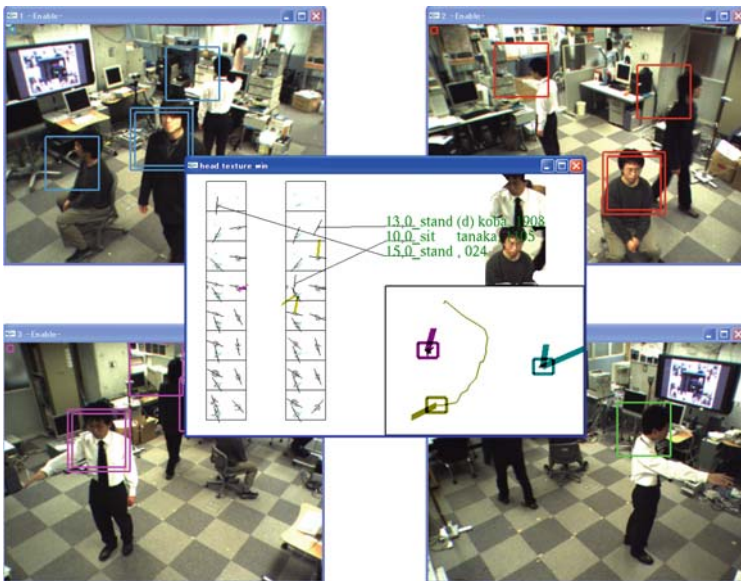 1 -Enable-
2 -Enable-
head texture win
13,0_stand (d) koba, 1908
10,0_sit tanaka,
15,0_stand , 024
3 -Enable-
-Enable-